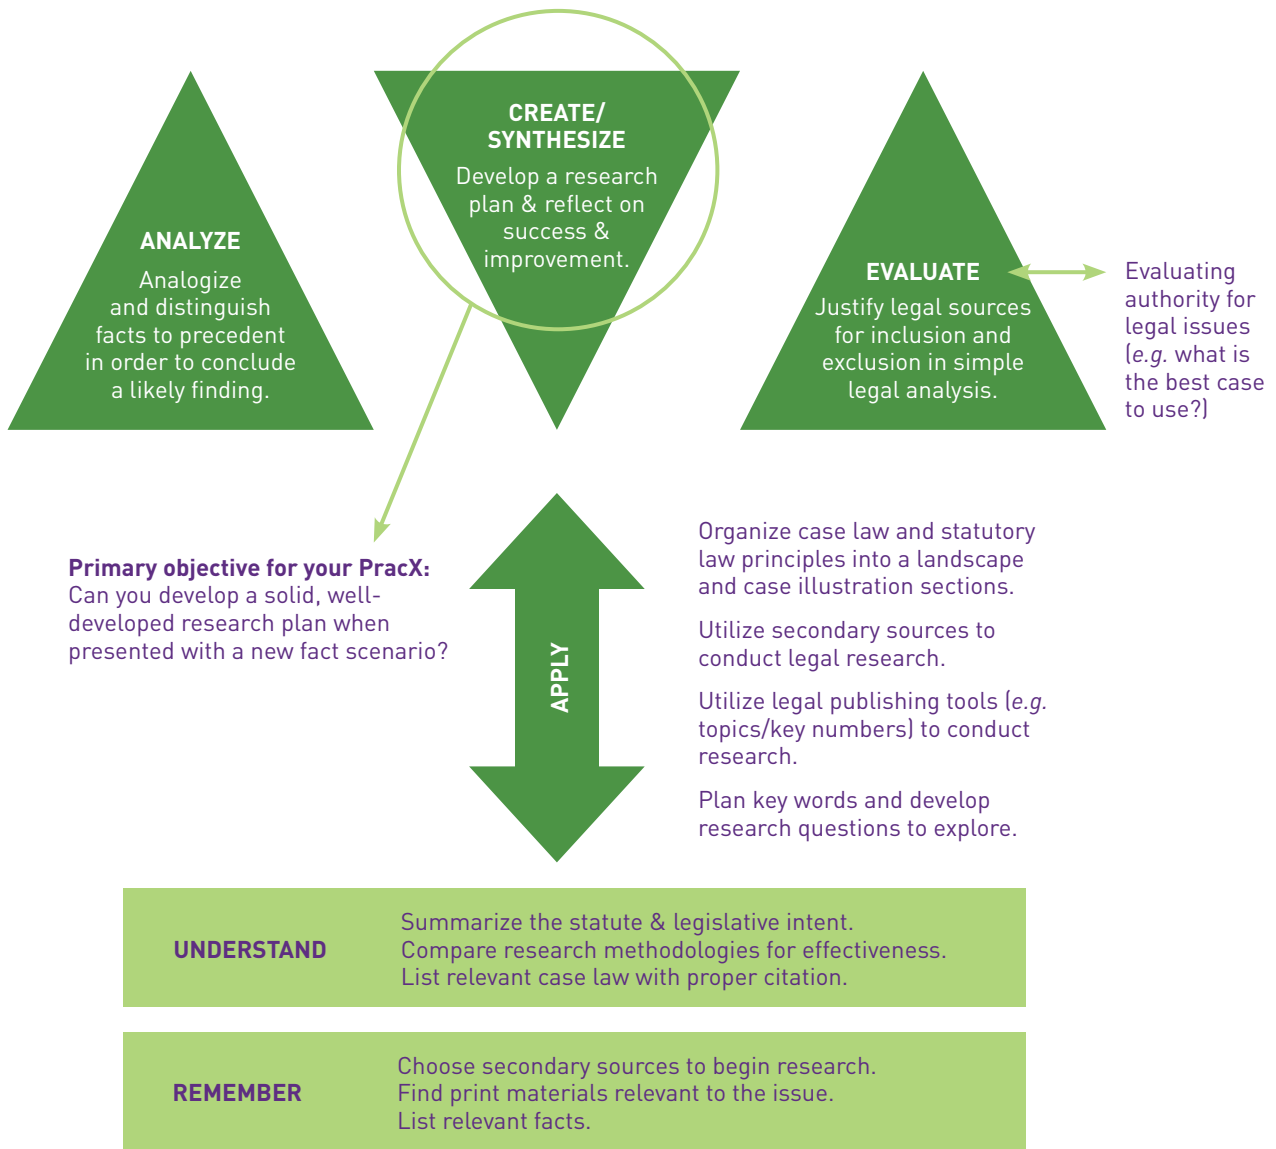 CREATE/
SYNTHESIZE
Develop a research
plan & reflect on
success &
improvement.
ANALYZE
Analogize
and distinguish
facts to precedent
in order to conclude
a likely finding.
EVALUATE
Justify legal sources
for inclusion and
exclusion in simple
legal analysis.
Evaluating
authority for
legal issues
(e.g. what is
the best case
to use?)
Primary objective for your PracX:
Can you develop a solid, well-
developed research plan when
presented with a new fact scenario?
APPLY
Organize case law and statutory
law principles into a landscape
and case illustration sections.
Utilize secondary sources to
conduct legal research.
Utilize legal publishing tools (e.g.
topics/key numbers) to conduct
research.
Plan key words and develop
research questions to explore.
UNDERSTAND
Summarize the statute & legislative intent.
Compare research methodologies for effectiveness.
List relevant case law with proper citation.
REMEMBER
Choose secondary sources to begin research.
Find print materials relevant to the issue.
List relevant facts.